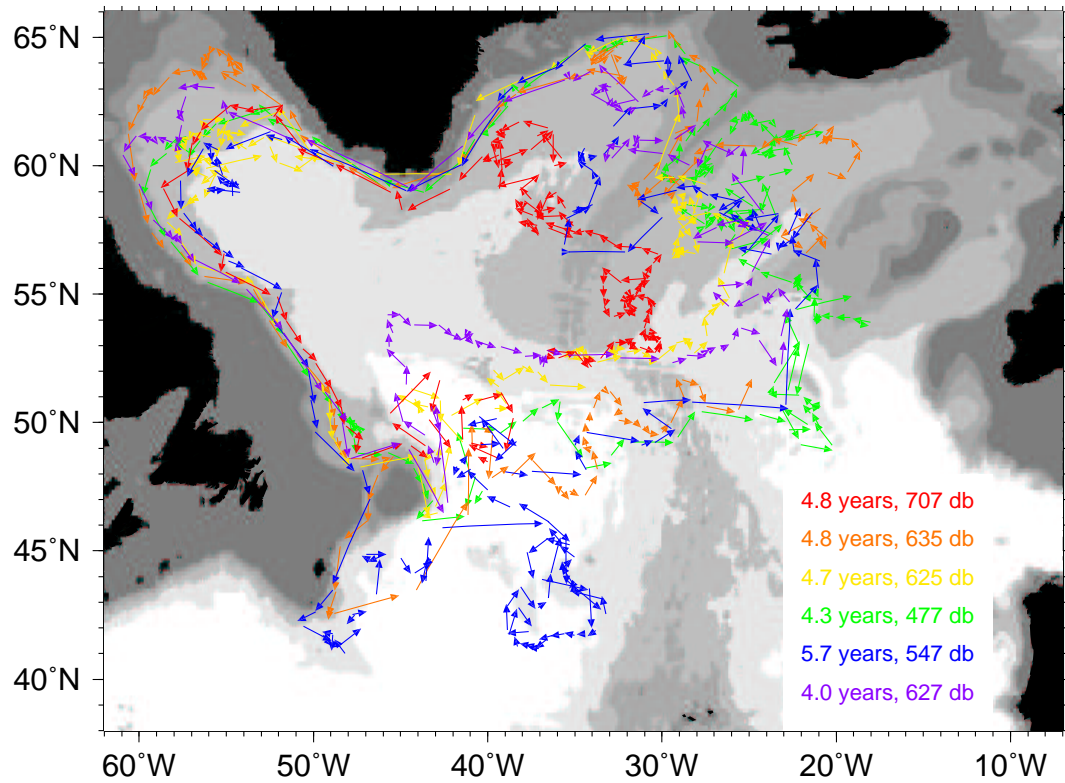 65°N
60°N
55°N
50°N
45°N
40°N
4.8 years, 707 db
4.8 years, 635 db
4.7 years, 625 db
4.3 years, 477 db
5.7 years, 547 db
4.0 years, 627 db
60°W 50°W 40°W 30°W 20°W 10°W